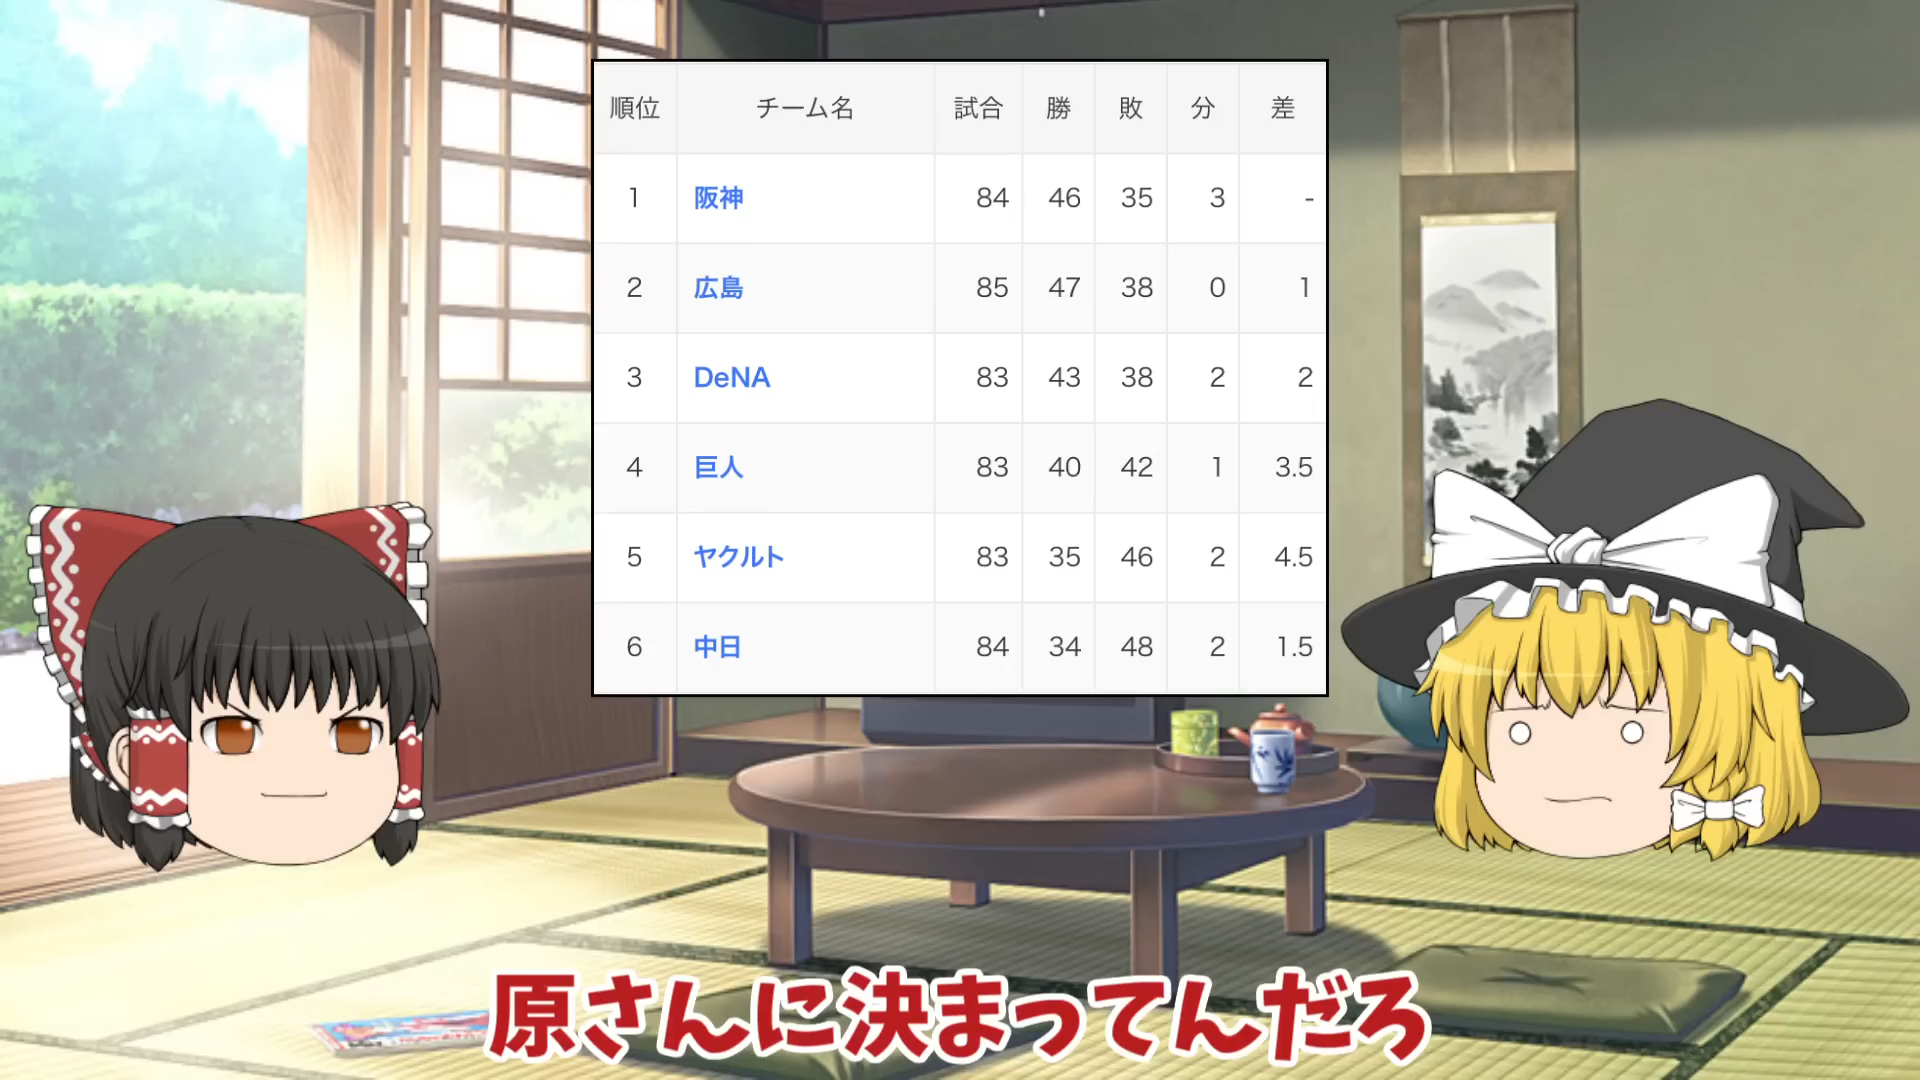 順位 チーム名 試合 勝 敗 分 差
1 阪神 84 46 35 3 -
2 広島 85 47 38 0 1
3 DeNA 83 43 38 2 2
4 巨人 83 40 42 1 3.5
5 ヤクルト 83 35 46 2 4.5
6 中日 84 34 48 2 1.5
原さんに決まってんだろ